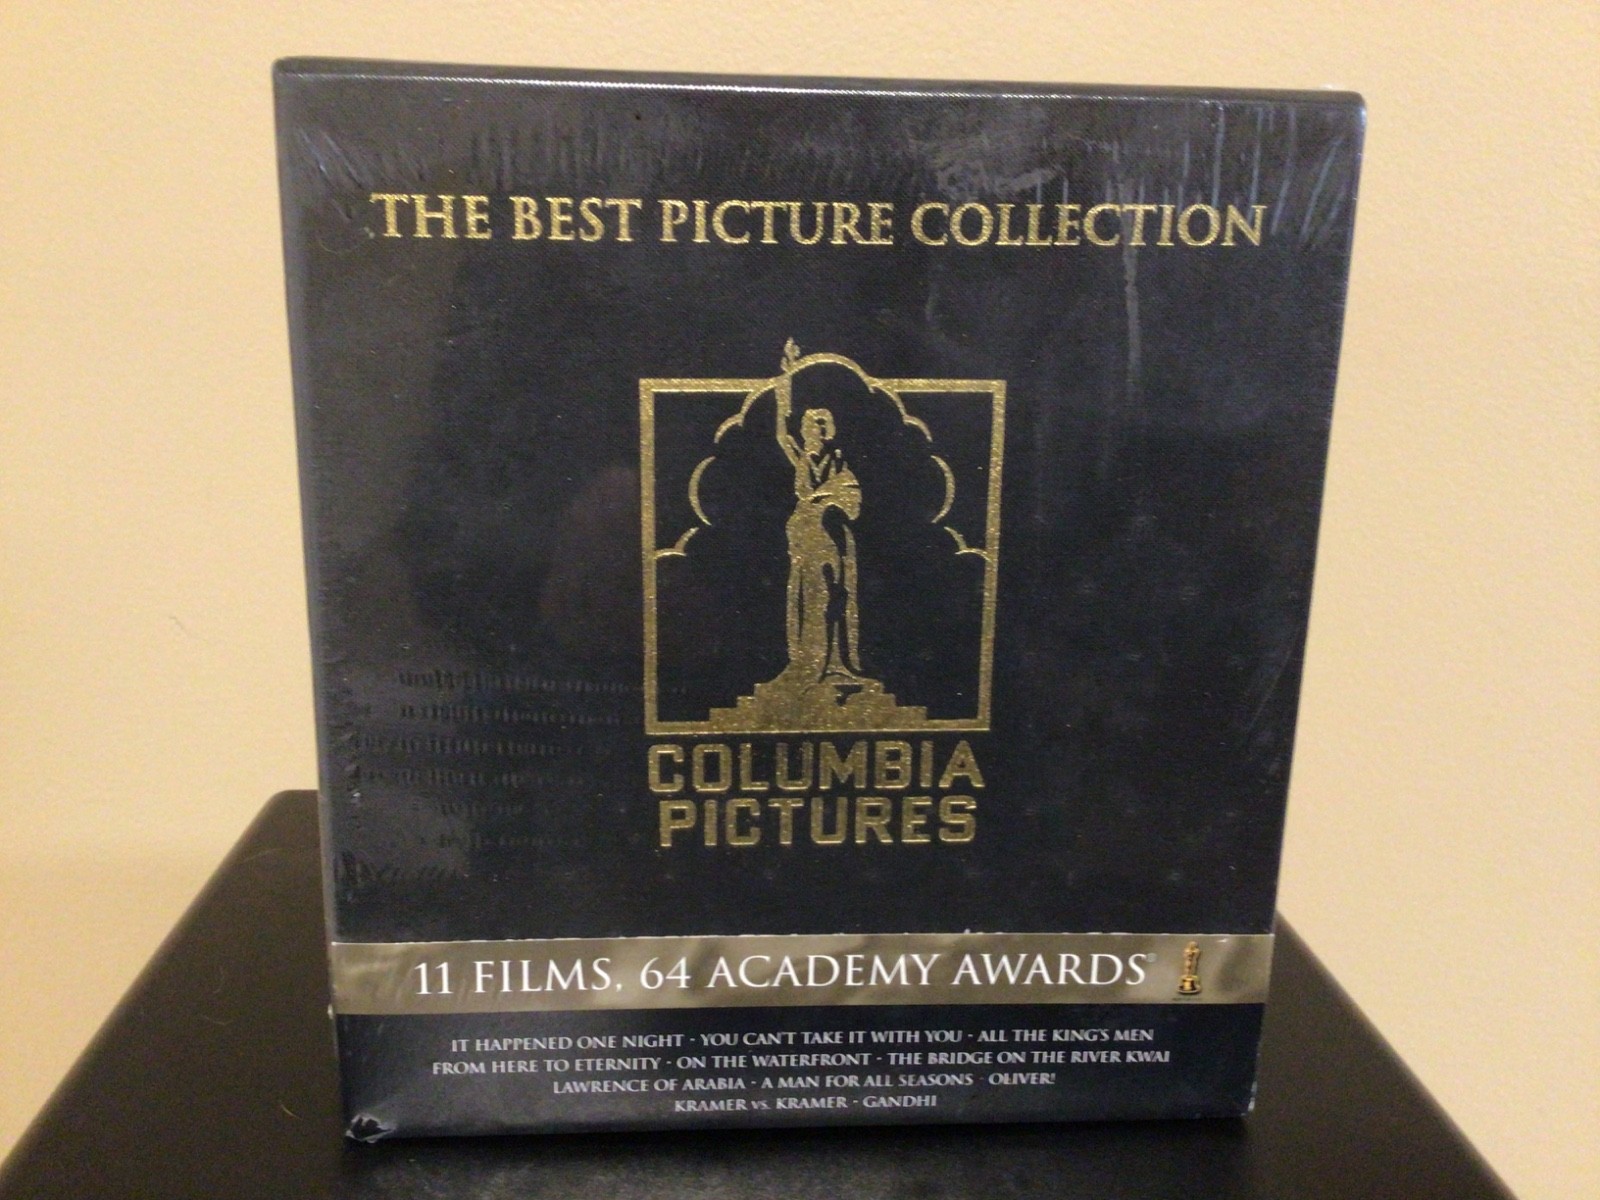 THE BEST PICTURE COLLECTION
COLUMBIA
PICTURES
11 FILMS, 64 ACADEMY AWARDS®
IT HAPPENED ONE NIGHT - YOU CAN'T TAKE IT WITH YOU - ALL THE KING'S MEN
FROM HERE TO ETERNITY - ON THE WATERFRONT - THE BRIDGE ON THE RIVER KWAI
LAWRENCE OF ARABIA - A MAN FOR ALL SEASONS - OLIVER!
KRAMER vs. KRAMER - GANDHI